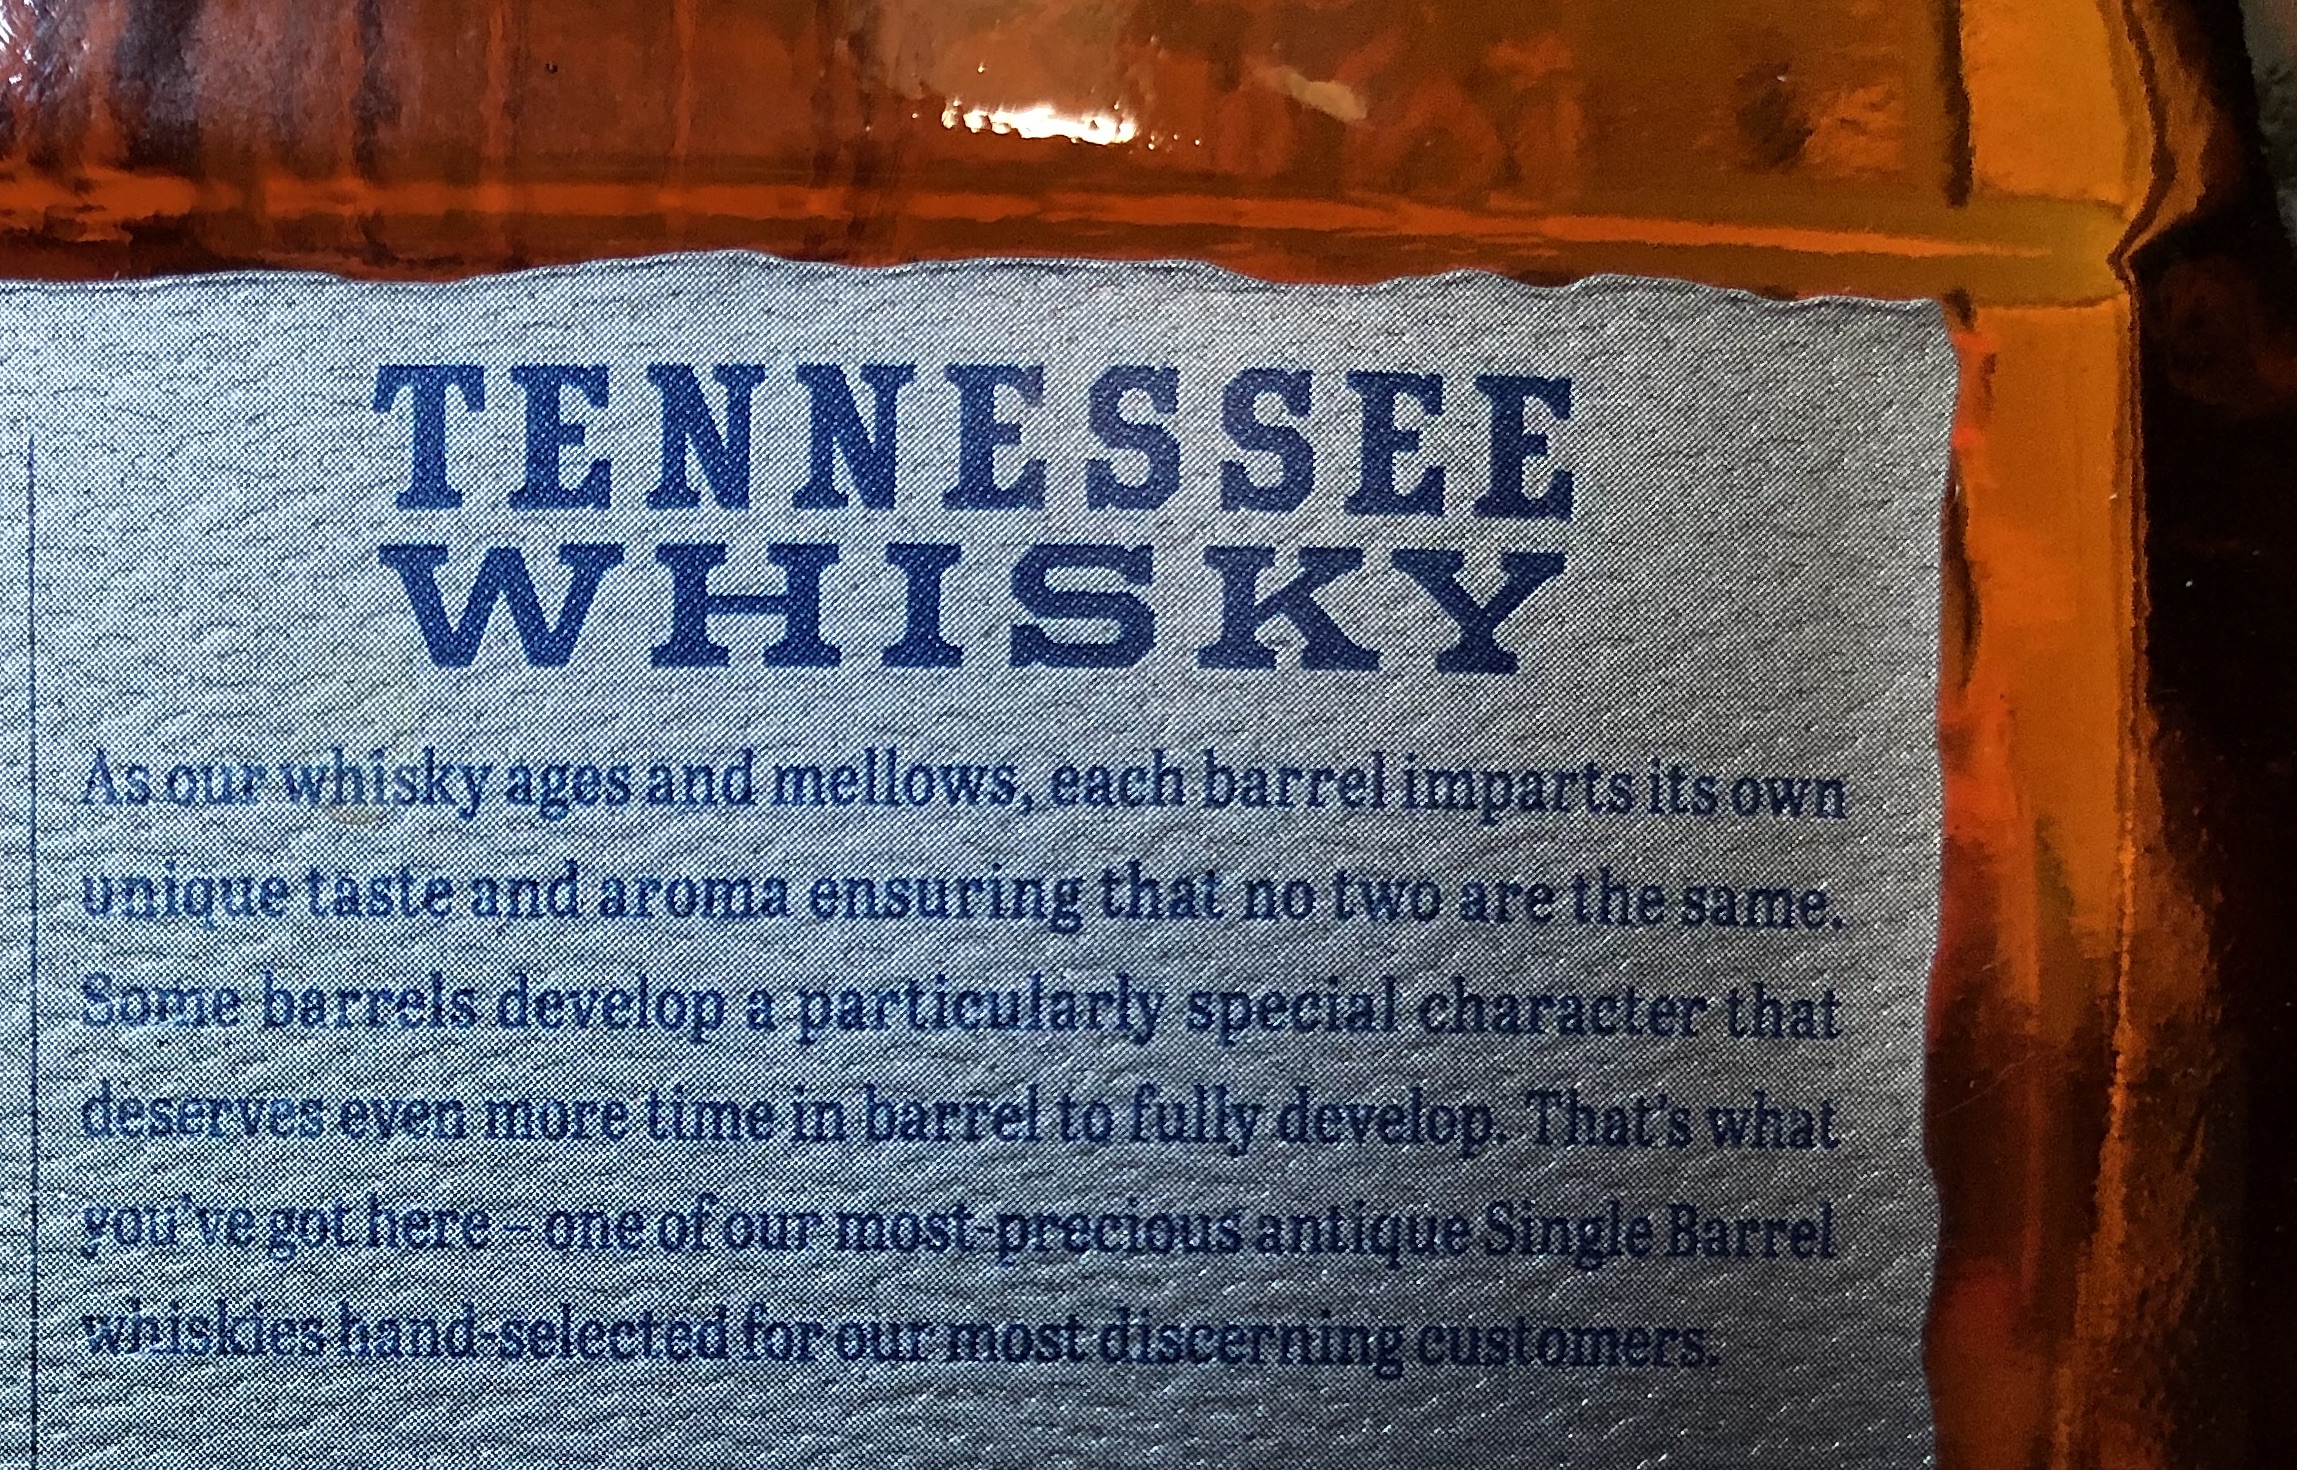 TENNESSEE
WHISKY
As our whisky ages and mellows, each barrel imparts its own
unique taste and aroma ensuring that no two are the same.
Some barrels develop a particularly special character that
deserves even more time in barrel to fully develop. That's what
you've got here – one of our most-precious antique Single Barrel
whiskies hand-selected for our most discerning customers.